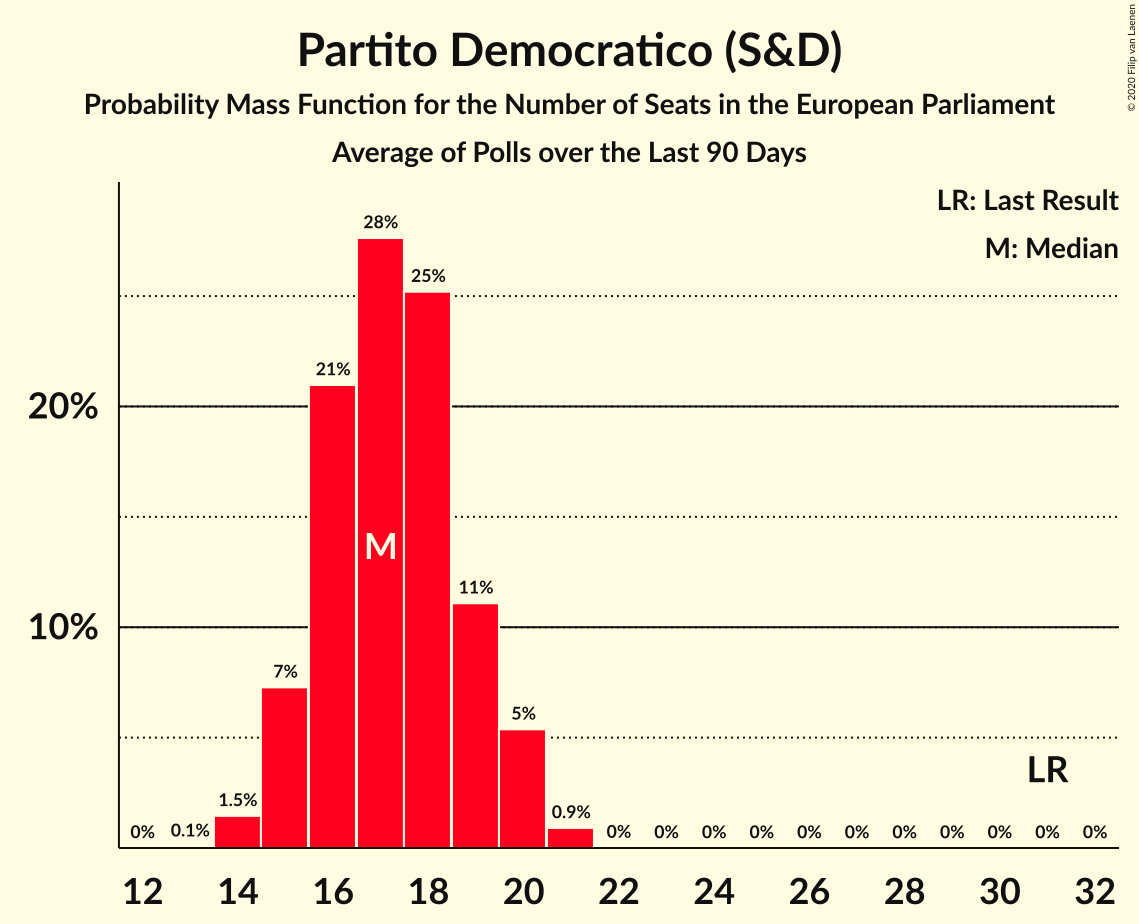 Partito Democratico (S&D)
Probability Mass Function for the Number of Seats in the European Parliament
Average of Polls over the Last 90 Days
© 2020 Filip van Laenen
LR: Last Result
M: Median
28%
25%
21%
20%
M
11%
10%
7%
5%
LR
1.5%
0.9%
0% 0.1% 0% 0% 0% 0% 0% 0% 0% 0% 0% 0% 0%
12 14 16 18 20 22 24 26 28 30 32